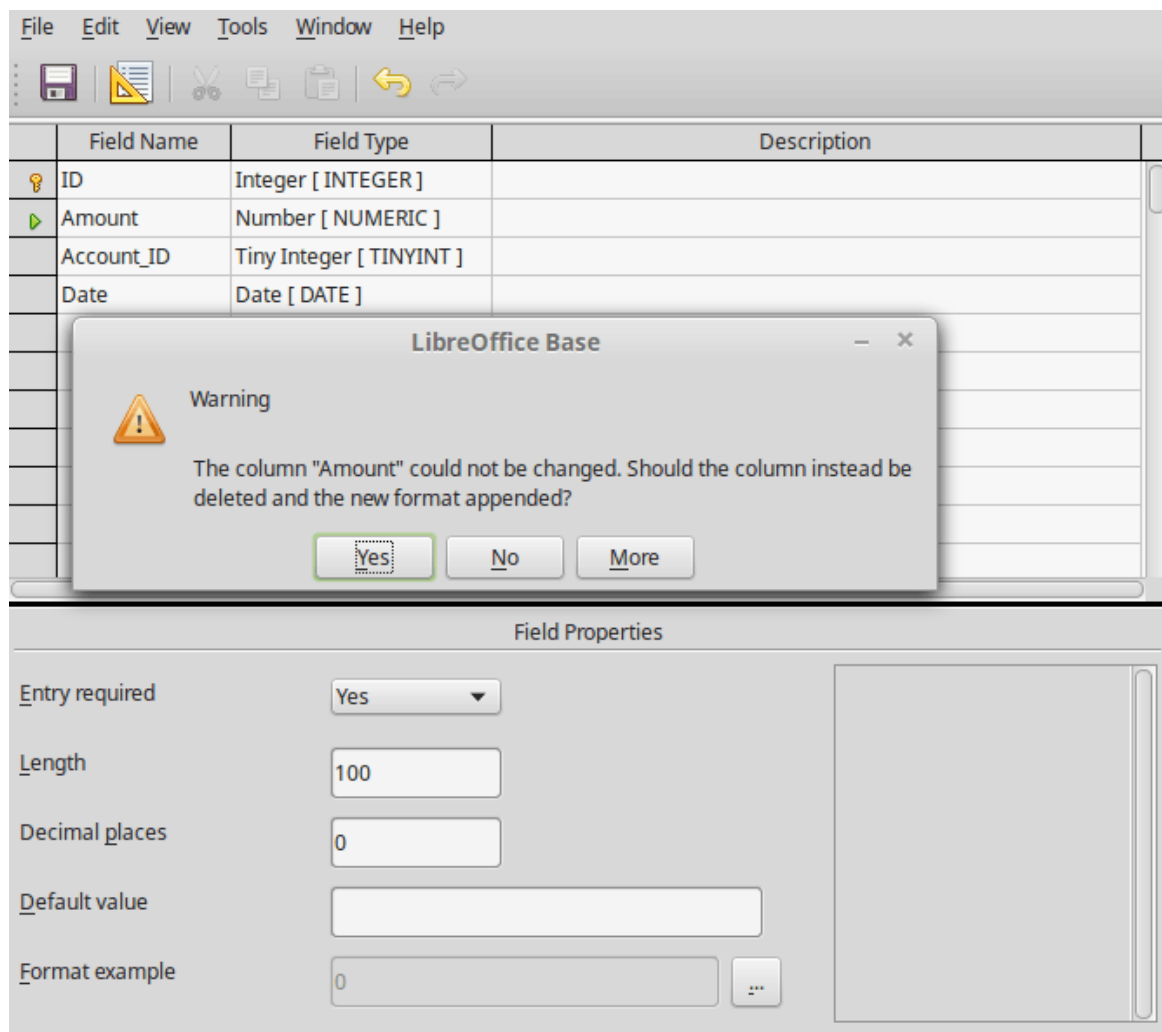 File Edit View Tools Window Help
Field Name Field Type Description
ID Integer [ INTEGER ]
Amount Number [ NUMERIC ]
Account_ID Tiny Integer [ TINYINT ]
Date Date [ DATE ]
LibreOffice Base
Warning
The column "Amount" could not be changed. Should the column instead be
deleted and the new format appended?
Yes No More
Field Properties
Entry required Yes
Length 100
Decimal places 0
Default value
Format example 0 ...